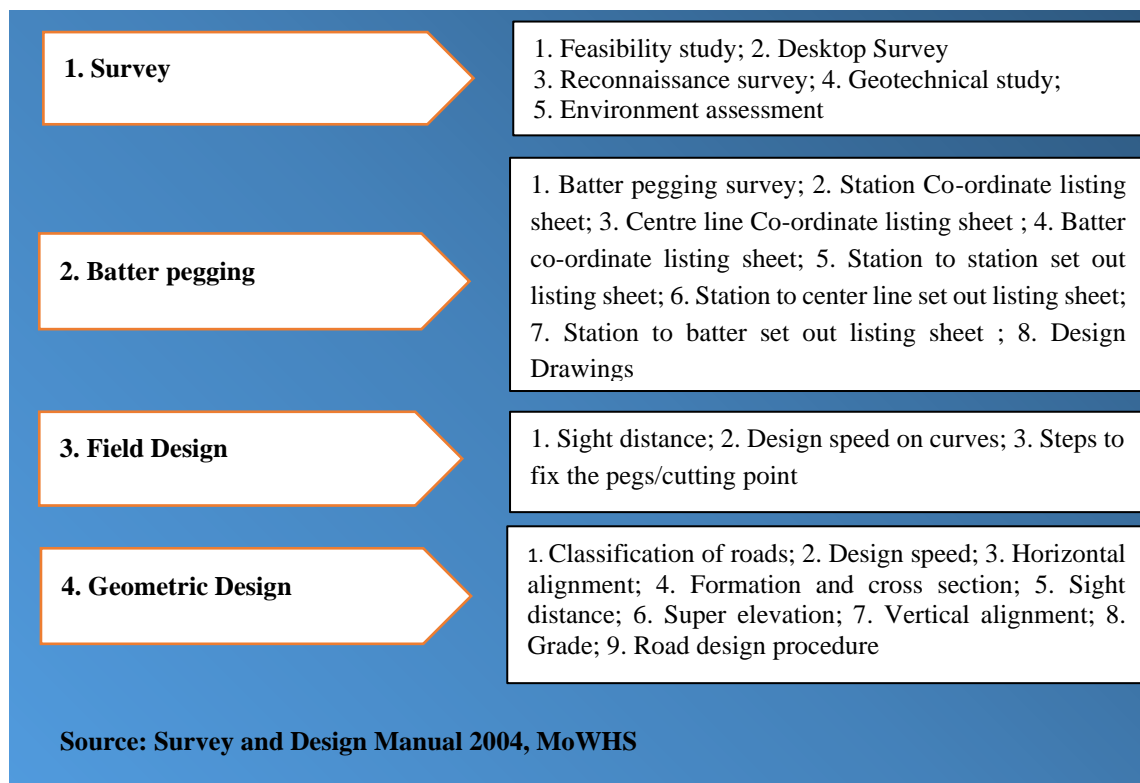 1. Survey
1. Feasibility study; 2. Desktop Survey
3. Reconnaissance survey; 4. Geotechnical study;
5. Environment assessment
2. Batter pegging
1. Batter pegging survey; 2. Station Co-ordinate listing
sheet; 3. Centre line Co-ordinate listing sheet ; 4. Batter
co-ordinate listing sheet; 5. Station to station set out
listing sheet; 6. Station to center line set out listing sheet;
7. Station to batter set out listing sheet ; 8. Design
Drawings
3. Field Design
1. Sight distance; 2. Design speed on curves; 3. Steps to
fix the pegs/cutting point
4. Geometric Design
1. Classification of roads; 2. Design speed; 3. Horizontal
alignment; 4. Formation and cross section; 5. Sight
distance; 6. Super elevation; 7. Vertical alignment; 8.
Grade; 9. Road design procedure
Source: Survey and Design Manual 2004, MoWHS